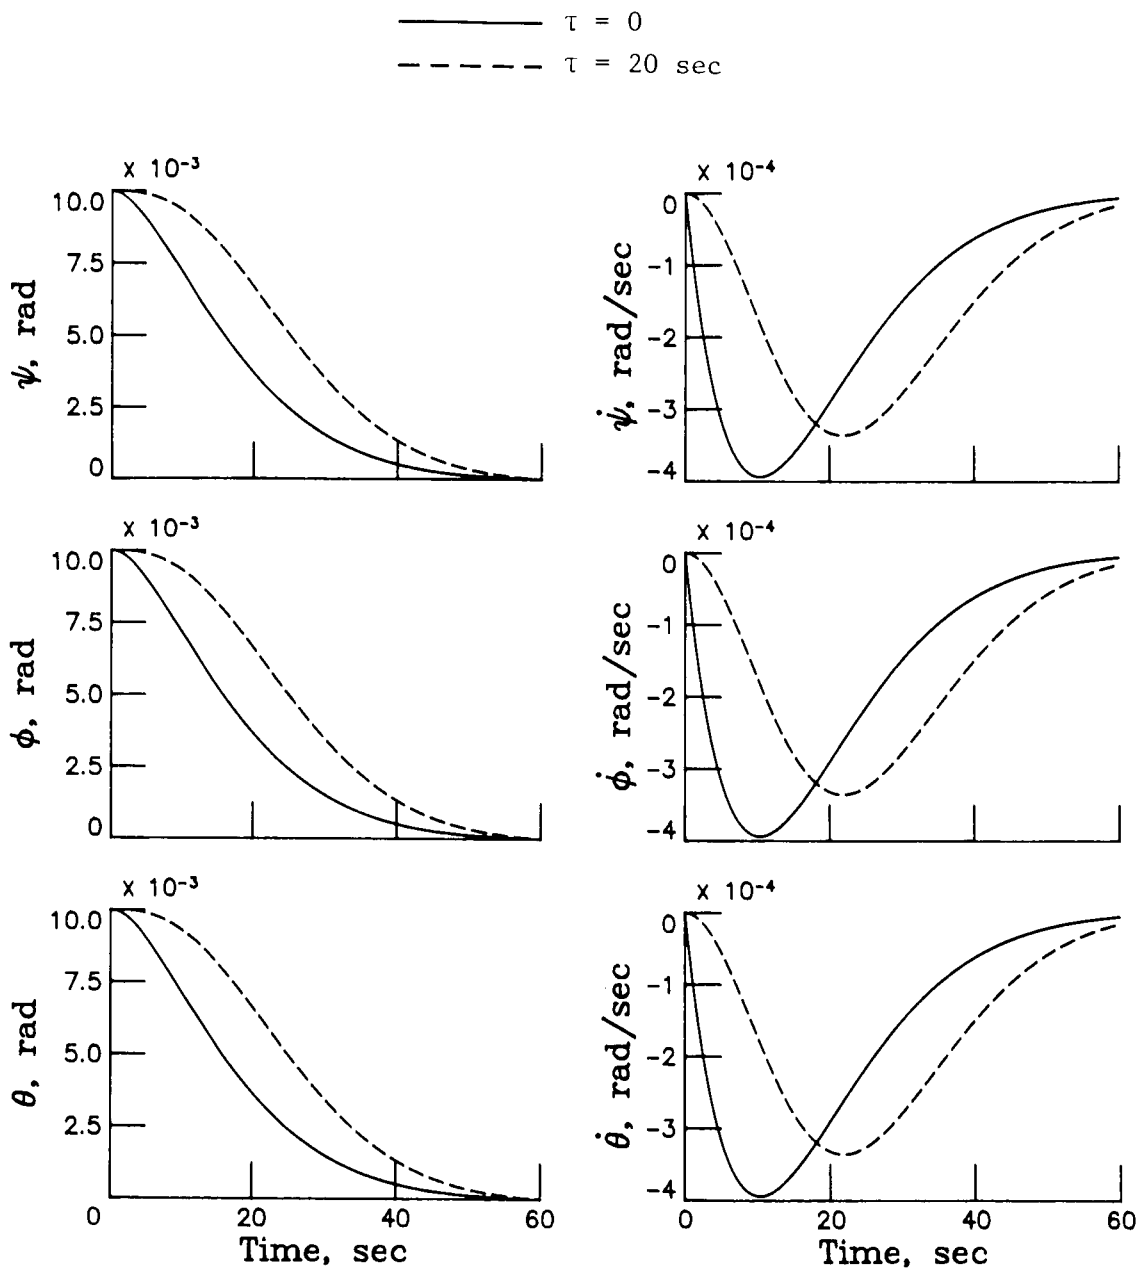 τ = 0
τ = 20 sec
x 10⁻³
10.0
7.5
5.0
2.5
0
ψ, rad
x 10⁻⁴
0
-1
-2
-3
-4
ψ̇, rad/sec
x 10⁻³
10.0
7.5
5.0
2.5
0
ϕ, rad
x 10⁻⁴
0
-1
-2
-3
-4
ϕ̇, rad/sec
x 10⁻³
10.0
7.5
5.0
2.5
0 20 40 60
θ, rad
Time, sec
x 10⁻⁴
0
-1
-2
-3
-4
0 20 40 60
θ̇, rad/sec
Time, sec